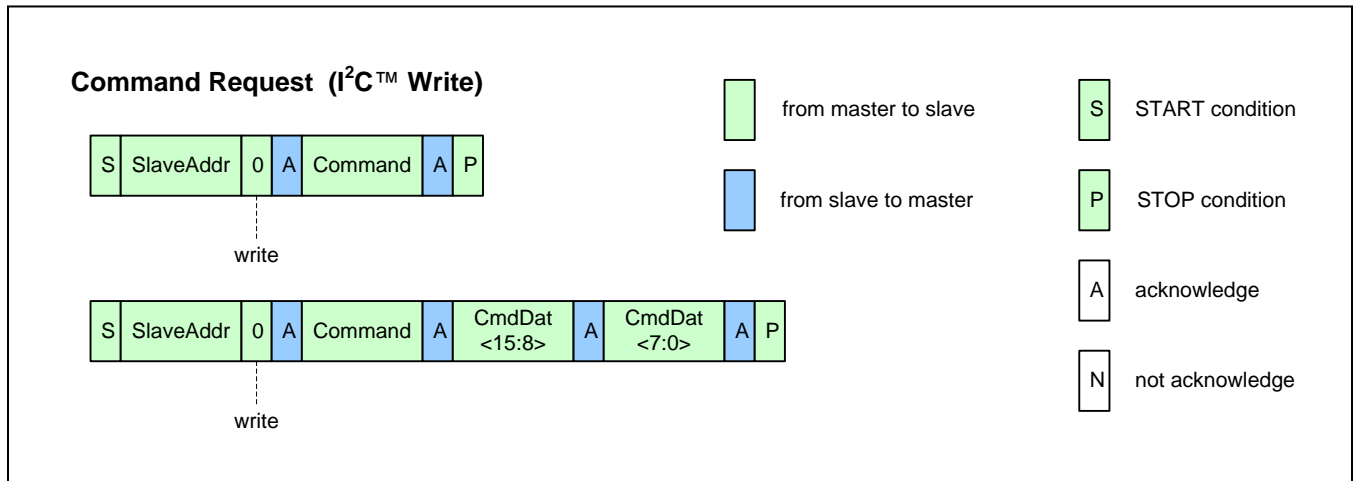 Command Request (I²C™ Write)
S SlaveAddr 0 A Command A P
write
S SlaveAddr 0 A Command A CmdDat <15:8> A CmdDat <7:0> A P
write
from master to slave
from slave to master
S START condition
P STOP condition
A acknowledge
N not acknowledge